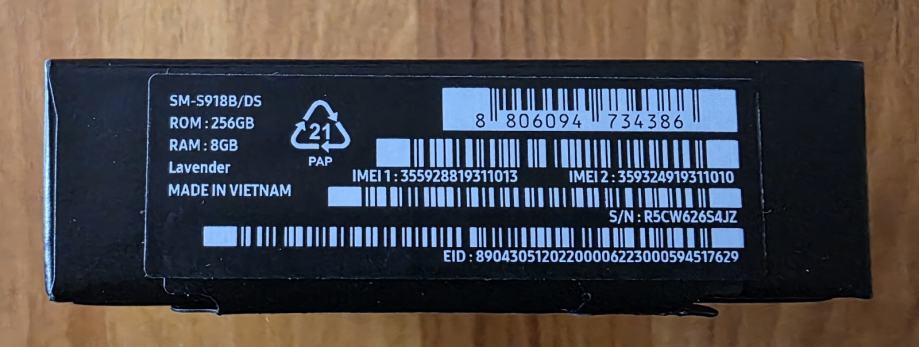 SM-S918B/DS
ROM : 256GB
RAM : 8GB
Lavender
MADE IN VIETNAM
21
PAP
8 806094 734386
IMEI 1 : 355928819311013 IMEI 2 : 359324919311010
S/N : R5CW626S4JZ
EID : 89043051202200006223000594517629